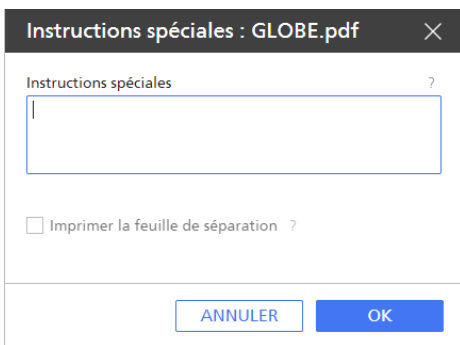 Instructions spéciales : GLOBE.pdf
Instructions spéciales ?
Imprimer la feuille de séparation ?
ANNULER OK